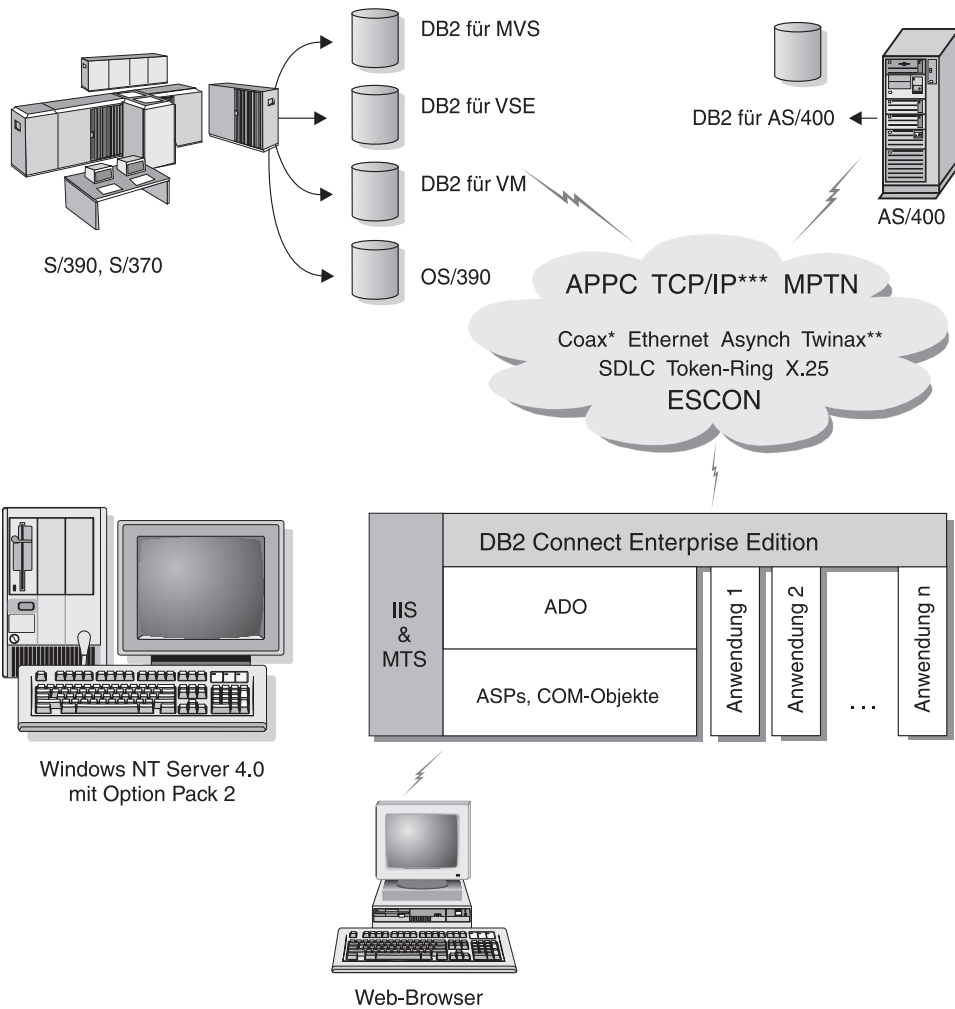 DB2 für MVS
DB2 für VSE
DB2 für AS/400
DB2 für VM
AS/400
S/390, S/370
OS/390
APPC TCP/IP*** MPTN
Coax* Ethernet Asynch Twinax**
SDLC Token-Ring X.25
ESCON
DB2 Connect Enterprise Edition
IIS
&
MTS
ADO
ASPs, COM-Objekte
Anwendung 1
Anwendung 2
. . .
Anwendung n
Windows NT Server 4.0
mit Option Pack 2
Web-Browser